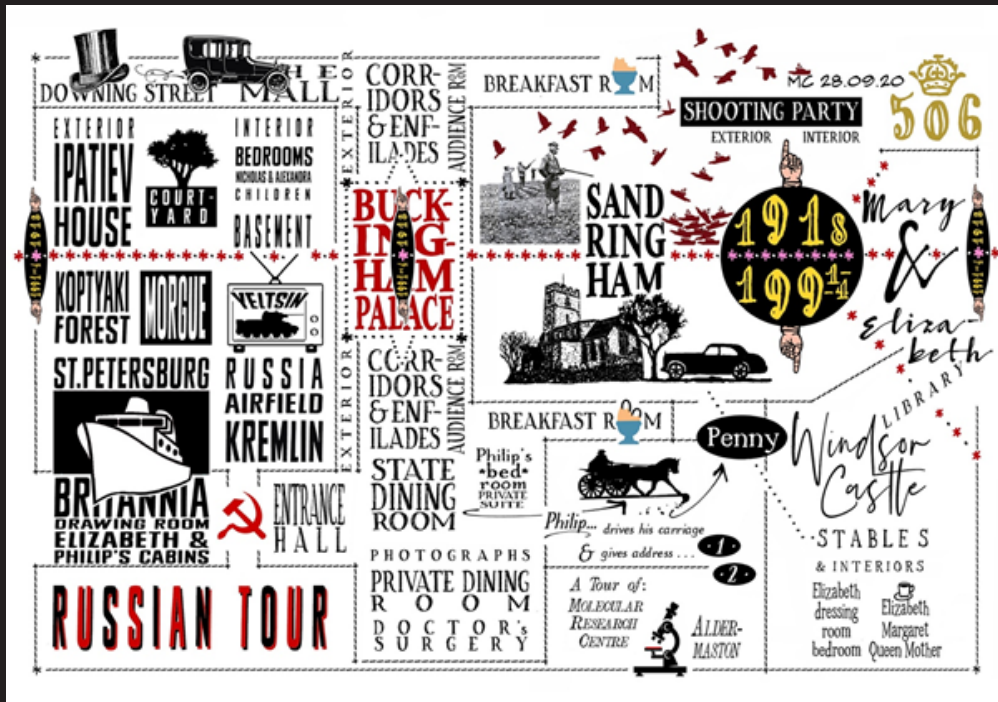 THE
DOWNING STREET MALL
EXTERIOR
IPATIEV
HOUSE
COURT-
YARD
INTERIOR
BEDROOMS
NICHOLAS & ALEXANDRA
CHILDREN
BASEMENT
KOPTYAKI
FOREST
MORGUE
YELTSIN
ST.PETERSBURG
RUSSIA
AIRFIELD
KREMLIN
BRITANNIA
DRAWING ROOM
ELIZABETH &
PHILIP'S CABINS
ENTRANCE
HALL
RUSSIAN TOUR
EXTERIOR
CORR-
IDORS
& ENF-
ILADES
AUDIENCE ROOM
BUCK-
ING-
HAM
PALACE
EXTERIOR
CORR-
IDORS
& ENF-
ILADES
AUDIENCE ROOM
STATE
DINING
ROOM
PHOTOGRAPHS
PRIVATE DINING
ROOM
DOCTOR'S
SURGERY
BREAKFAST R M
SHOOTING PARTY
EXTERIOR INTERIOR
MC 28.09.20
506
SAND
RING
HAM
1918
199¼
Mary
&
Eliza-
beth
BREAKFAST R M
Philip's
•bed•
room
PRIVATE
SUITE
Penny
Philip... drives his carriage
& gives address...
1
2
A Tour of:
MOLECULAR
RESEARCH
CENTRE
ALDER-
MASTON
LIBRARY
Windsor
Castle
STABLES
& INTERIORS
Elizabeth
dressing
room
bedroom
Elizabeth
Margaret
Queen Mother